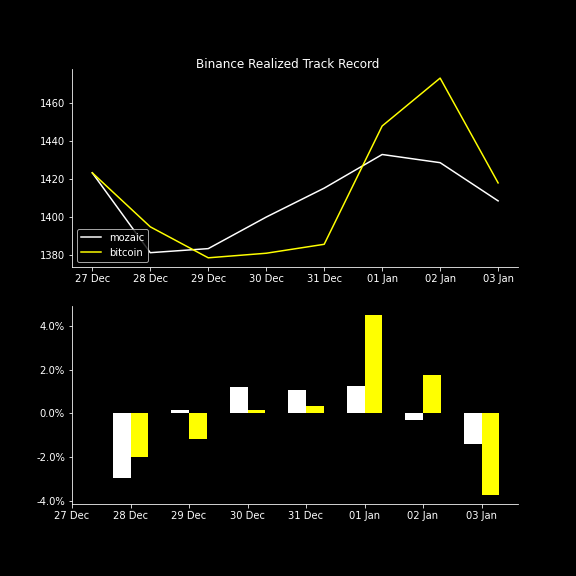 Binance Realized Track Record
1460
1440
1420
1400
1380
mozaic
bitcoin
27 Dec 28 Dec 29 Dec 30 Dec 31 Dec 01 Jan 02 Jan 03 Jan
4.0%
2.0%
0.0%
-2.0%
-4.0%
27 Dec 28 Dec 29 Dec 30 Dec 31 Dec 01 Jan 02 Jan 03 Jan